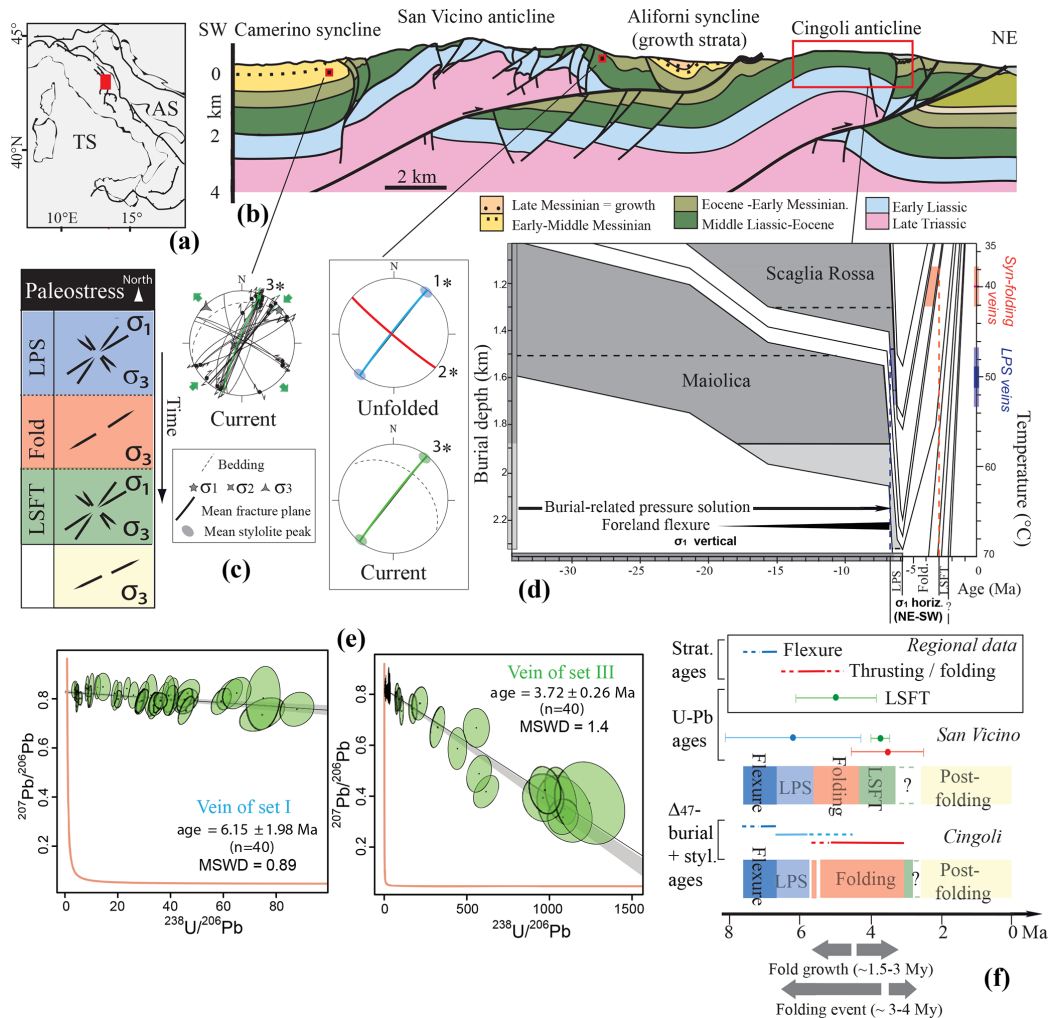 45°
40°N
AS
TS
10°E
15°
(a)
SW
Camerino syncline
San Vicino anticline
Aliforni syncline
(growth strata)
Cingoli anticline
NE
0
km
2
4
2 km
(b)
Late Messinian = growth
Early-Middle Messinian
Eocene -Early Messinian.
Middle Liassic-Eocene
Early Liassic
Late Triassic
Paleostress
North
LPS
σ1
σ3
Fold
σ3
LSFT
σ1
σ3
σ3
Time
N
3*
Current
Bedding
σ1 σ2 σ3
Mean fracture plane
Mean stylolite peak
(c)
N
1*
2*
Unfolded
N
3*
Current
Burial depth (km)
1.2
1.4
1.6
1.8
2
2.2
Scaglia Rossa
Maiolica
Burial-related pressure solution
Foreland flexure
σ1 vertical
-30
-25
-20
-15
-10
-5
0
Age (Ma)
LPS
Fold.
LSFT
?
σ1 horiz.
(NE-SW)
35
40
50
60
70
Temperature (°C)
Syn-folding
veins
LPS veins
(d)
(e)
207Pb/206Pb
0.8
0.6
0.4
0.2
Vein of set I
age = 6.15 ± 1.98 Ma
(n=40)
MSWD = 0.89
0
20
40
60
80
238U/206Pb
207Pb/206Pb
0.8
0.6
0.4
0.2
Vein of set III
age = 3.72 ± 0.26 Ma
(n=40)
MSWD = 1.4
0
500
1000
1500
238U/206Pb
Strat.
ages
Regional data
Flexure
Thrusting / folding
LSFT
U-Pb
ages
San Vicino
Flexure
LPS
Folding
LSFT
?
Post-
folding
Δ47-
burial
+ styl.
ages
Cingoli
Flexure
LPS
Folding
?
Post-
folding
8
6
4
2
0 Ma
Fold growth (~1.5-3 My)
Folding event (~ 3-4 My)
(f)